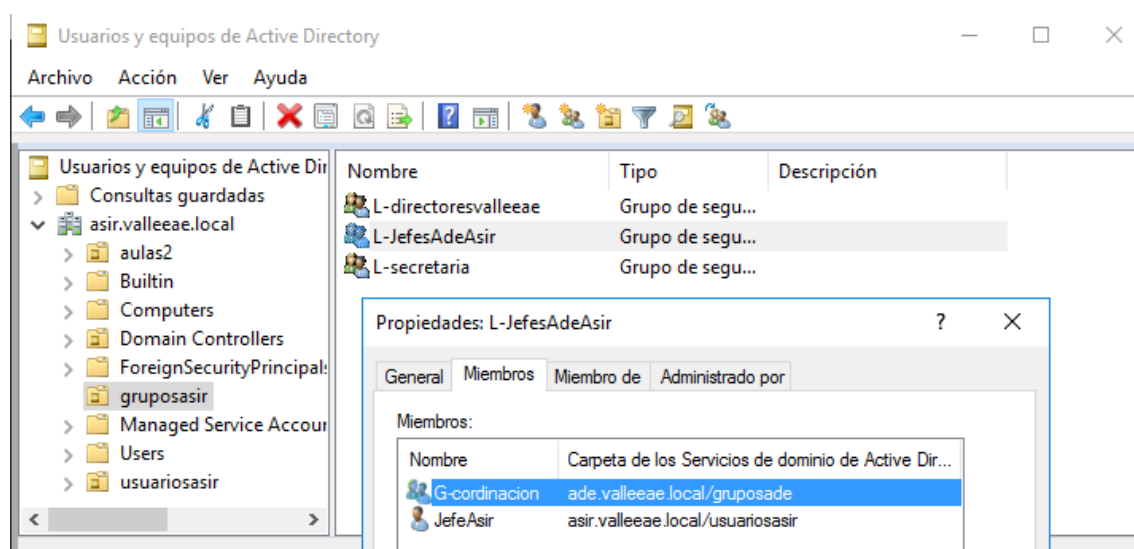 Usuarios y equipos de Active Directory
Archivo Acción Ver Ayuda
Usuarios y equipos de Active Dir
Consultas guardadas
asir.valleeae.local
aulas2
Builtin
Computers
Domain Controllers
ForeignSecurityPrincipal
gruposasir
Managed Service Accour
Users
usuariosasir
Nombre Tipo Descripción
L-directoresvalleeae Grupo de segu...
L-JefesAdeAsir Grupo de segu...
L-secretaria Grupo de segu...
Propiedades: L-JefesAdeAsir ?
General Miembros Miembro de Administrado por
Miembros:
Nombre Carpeta de los Servicios de dominio de Active Dir...
G-cordinacion ade.valleeae.local/gruposade
JefeAsir asir.valleeae.local/usuariosasir